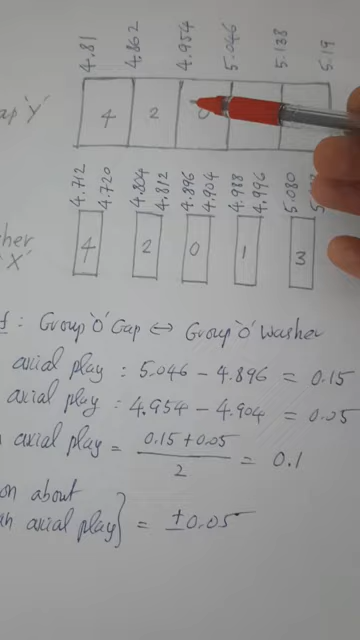 4.81 4.862 4.954 5.046 5.138 5.19
ap 'Y' 4 2
4.712 4.720 4.804 4.812 4.896 4.904 4.988 4.996 5.080
sher
'X' 4 2 0 1 3
f : Group 'O' Gap ↔ Group 'O' Washer
axial play : 5.046 - 4.896 = 0.15
axial play : 4.954 - 4.904 = 0.05
n axial play = 0.15 + 0.05 / 2 = 0.1
on about
an axial play} = ±0.05